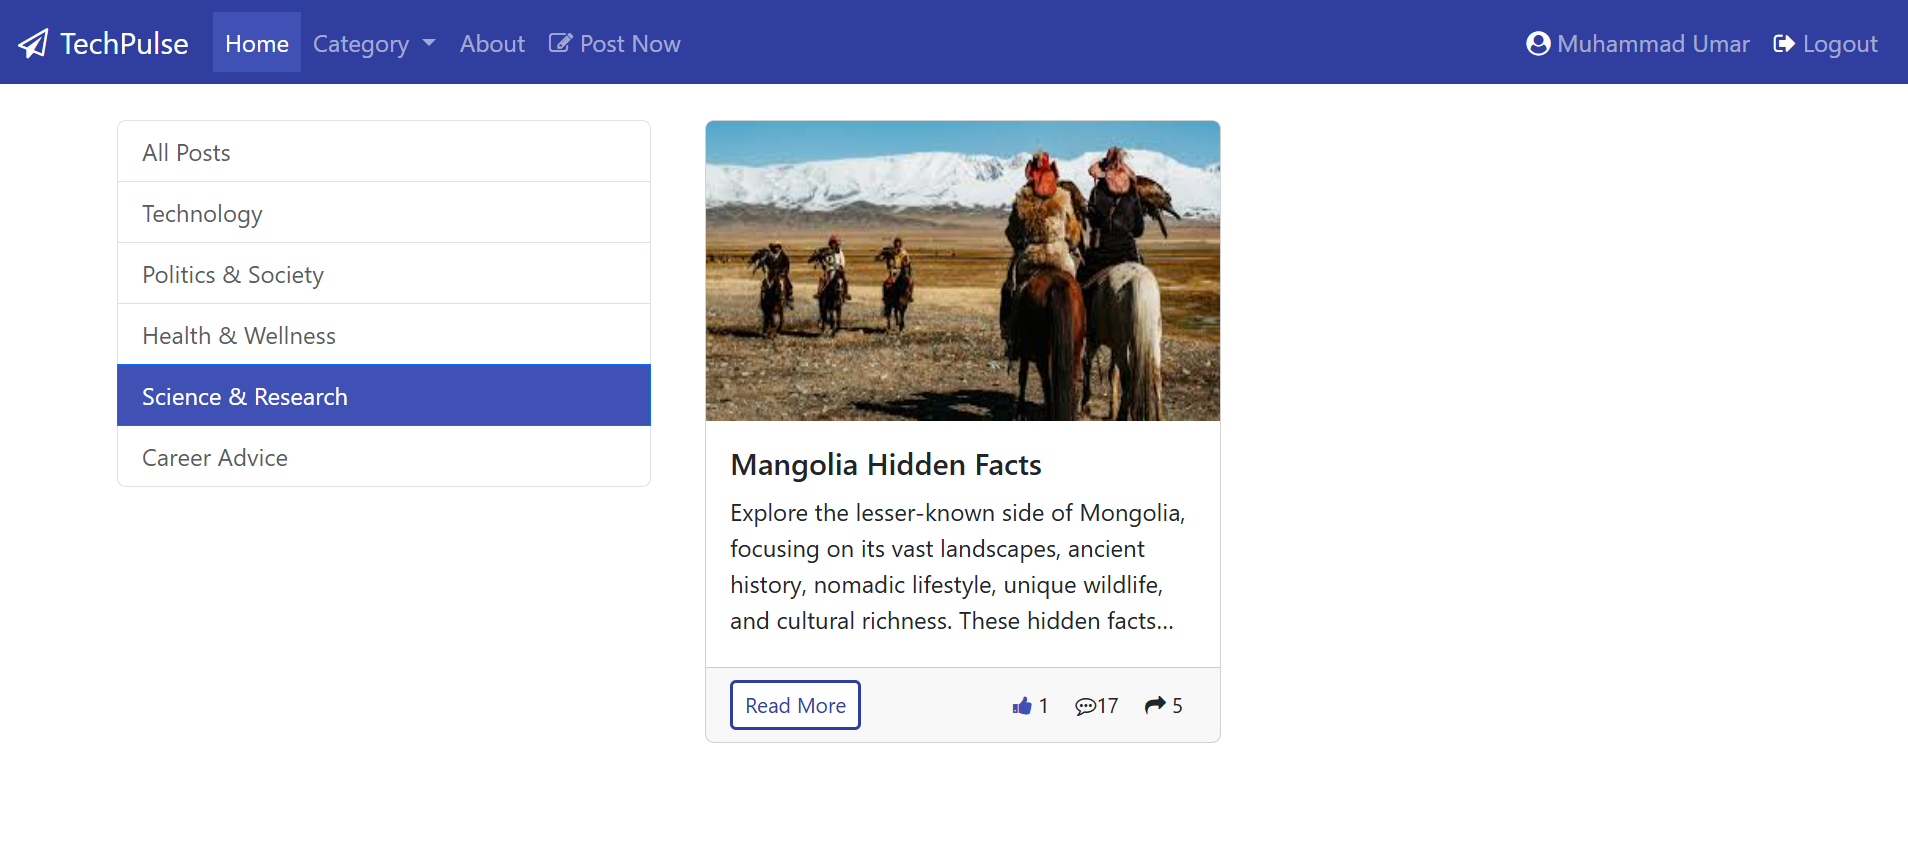 TechPulse Home Category About Post Now Muhammad Umar Logout
All Posts
Technology
Politics & Society
Health & Wellness
Science & Research
Career Advice
Mangolia Hidden Facts
Explore the lesser-known side of Mongolia,
focusing on its vast landscapes, ancient
history, nomadic lifestyle, unique wildlife,
and cultural richness. These hidden facts...
Read More 1 17 5